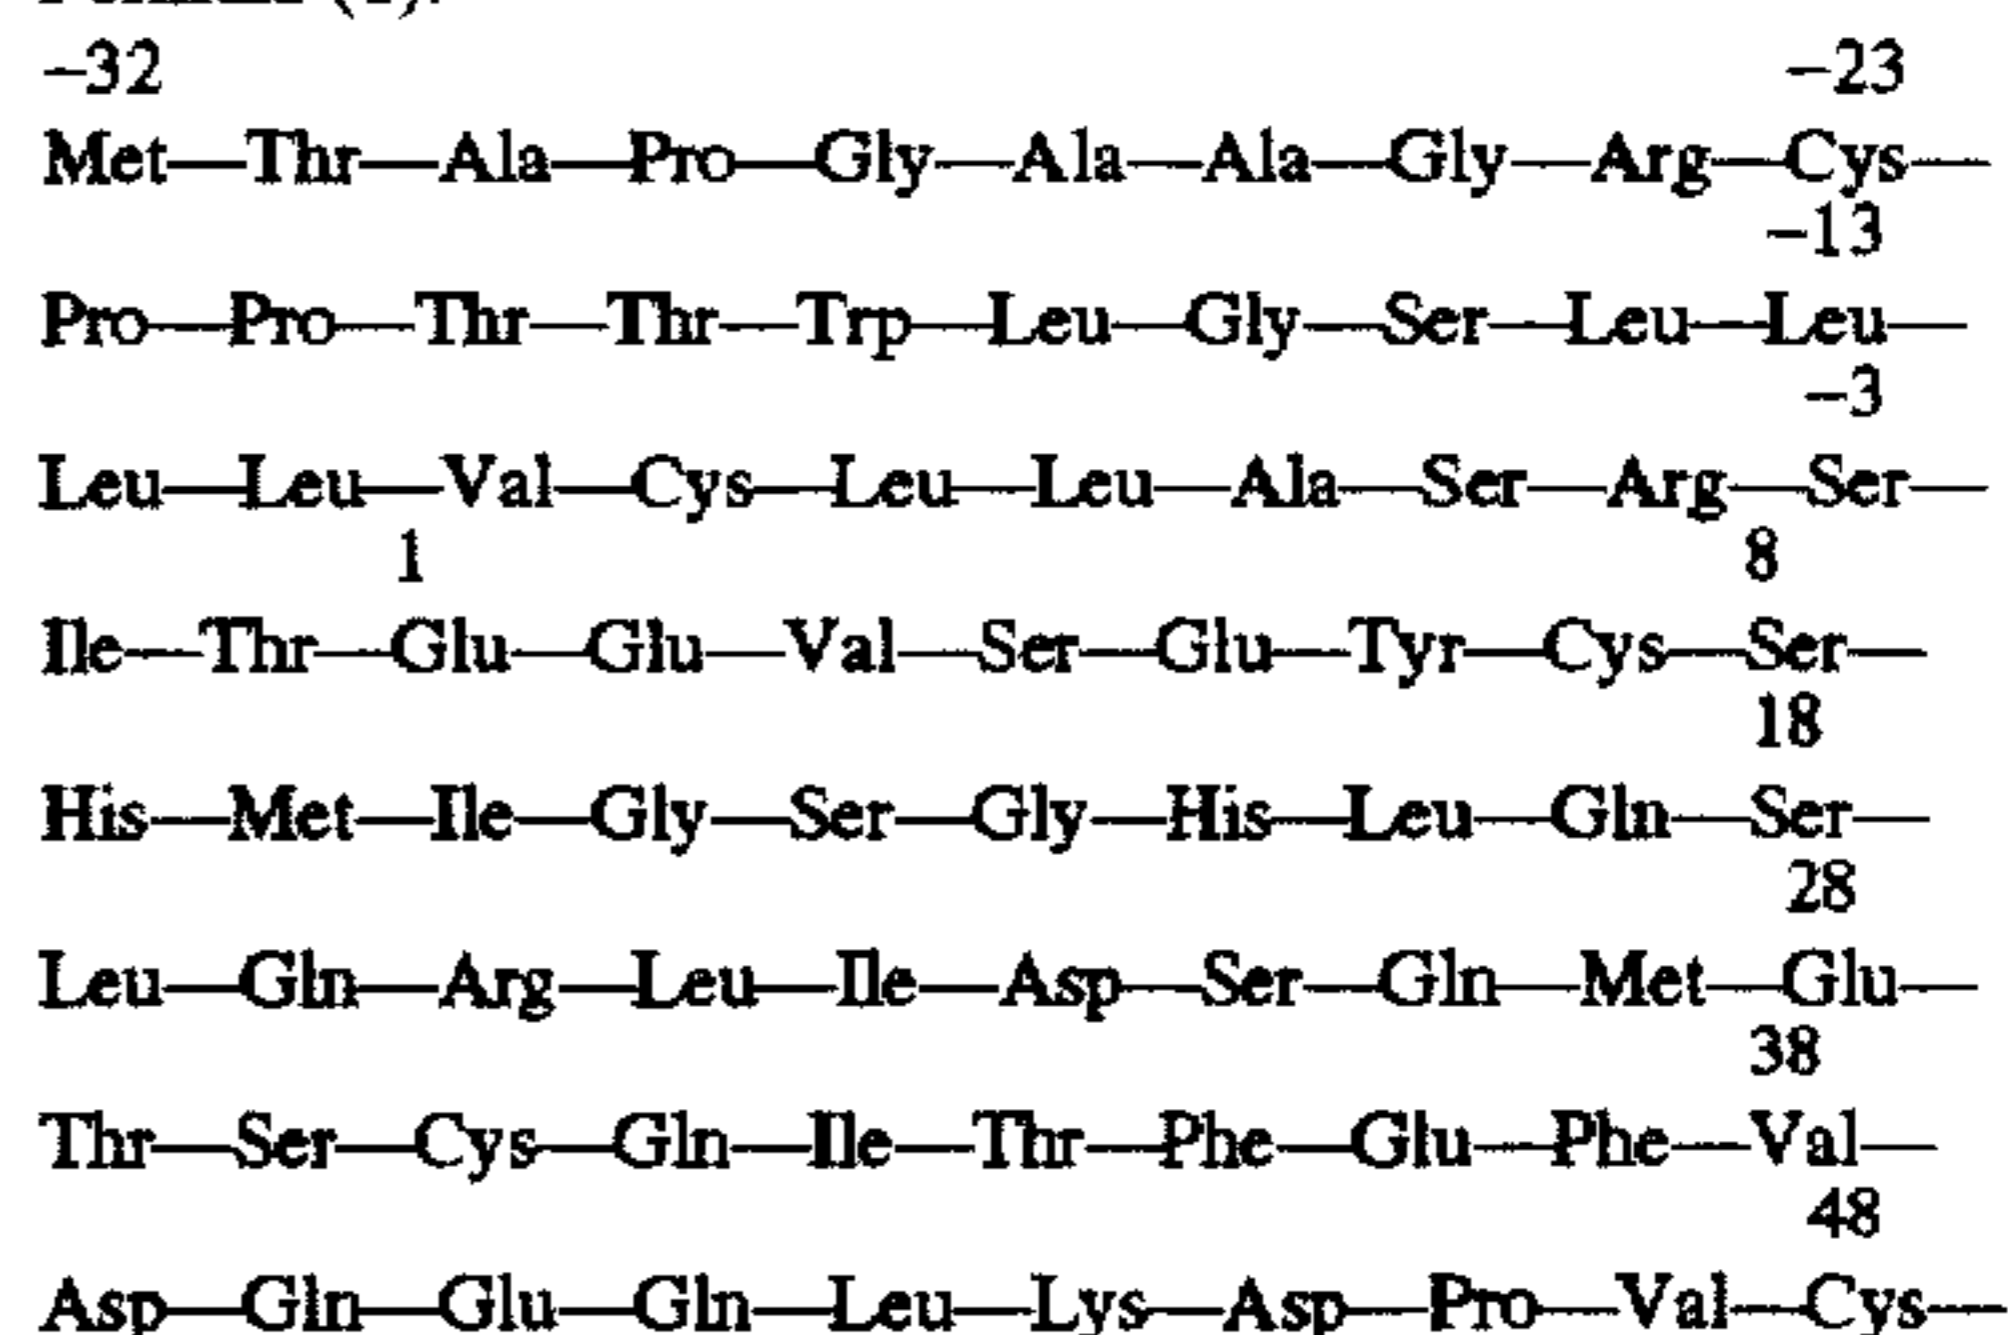 −32 −23
Met—Thr—Ala—Pro—Gly—Ala—Ala—Gly—Arg—Cys—
−13
Pro—Pro—Thr—Thr—Trp—Leu—Gly—Ser—Leu—Leu—
−3
Leu—Leu—Val—Cys—Leu—Leu—Ala—Ser—Arg—Ser—
1 8
Ile—Thr—Glu—Glu—Val—Ser—Glu—Tyr—Cys—Ser—
18
His—Met—Ile—Gly—Ser—Gly—His—Leu—Gln—Ser—
28
Leu—Gln—Arg—Leu—Ile—Asp—Ser—Gln—Met—Glu—
38
Thr—Ser—Cys—Gln—Ile—Thr—Phe—Glu—Phe—Val—
48
Asp—Gln—Glu—Gln—Leu—Lys—Asp—Pro—Val—Cys—